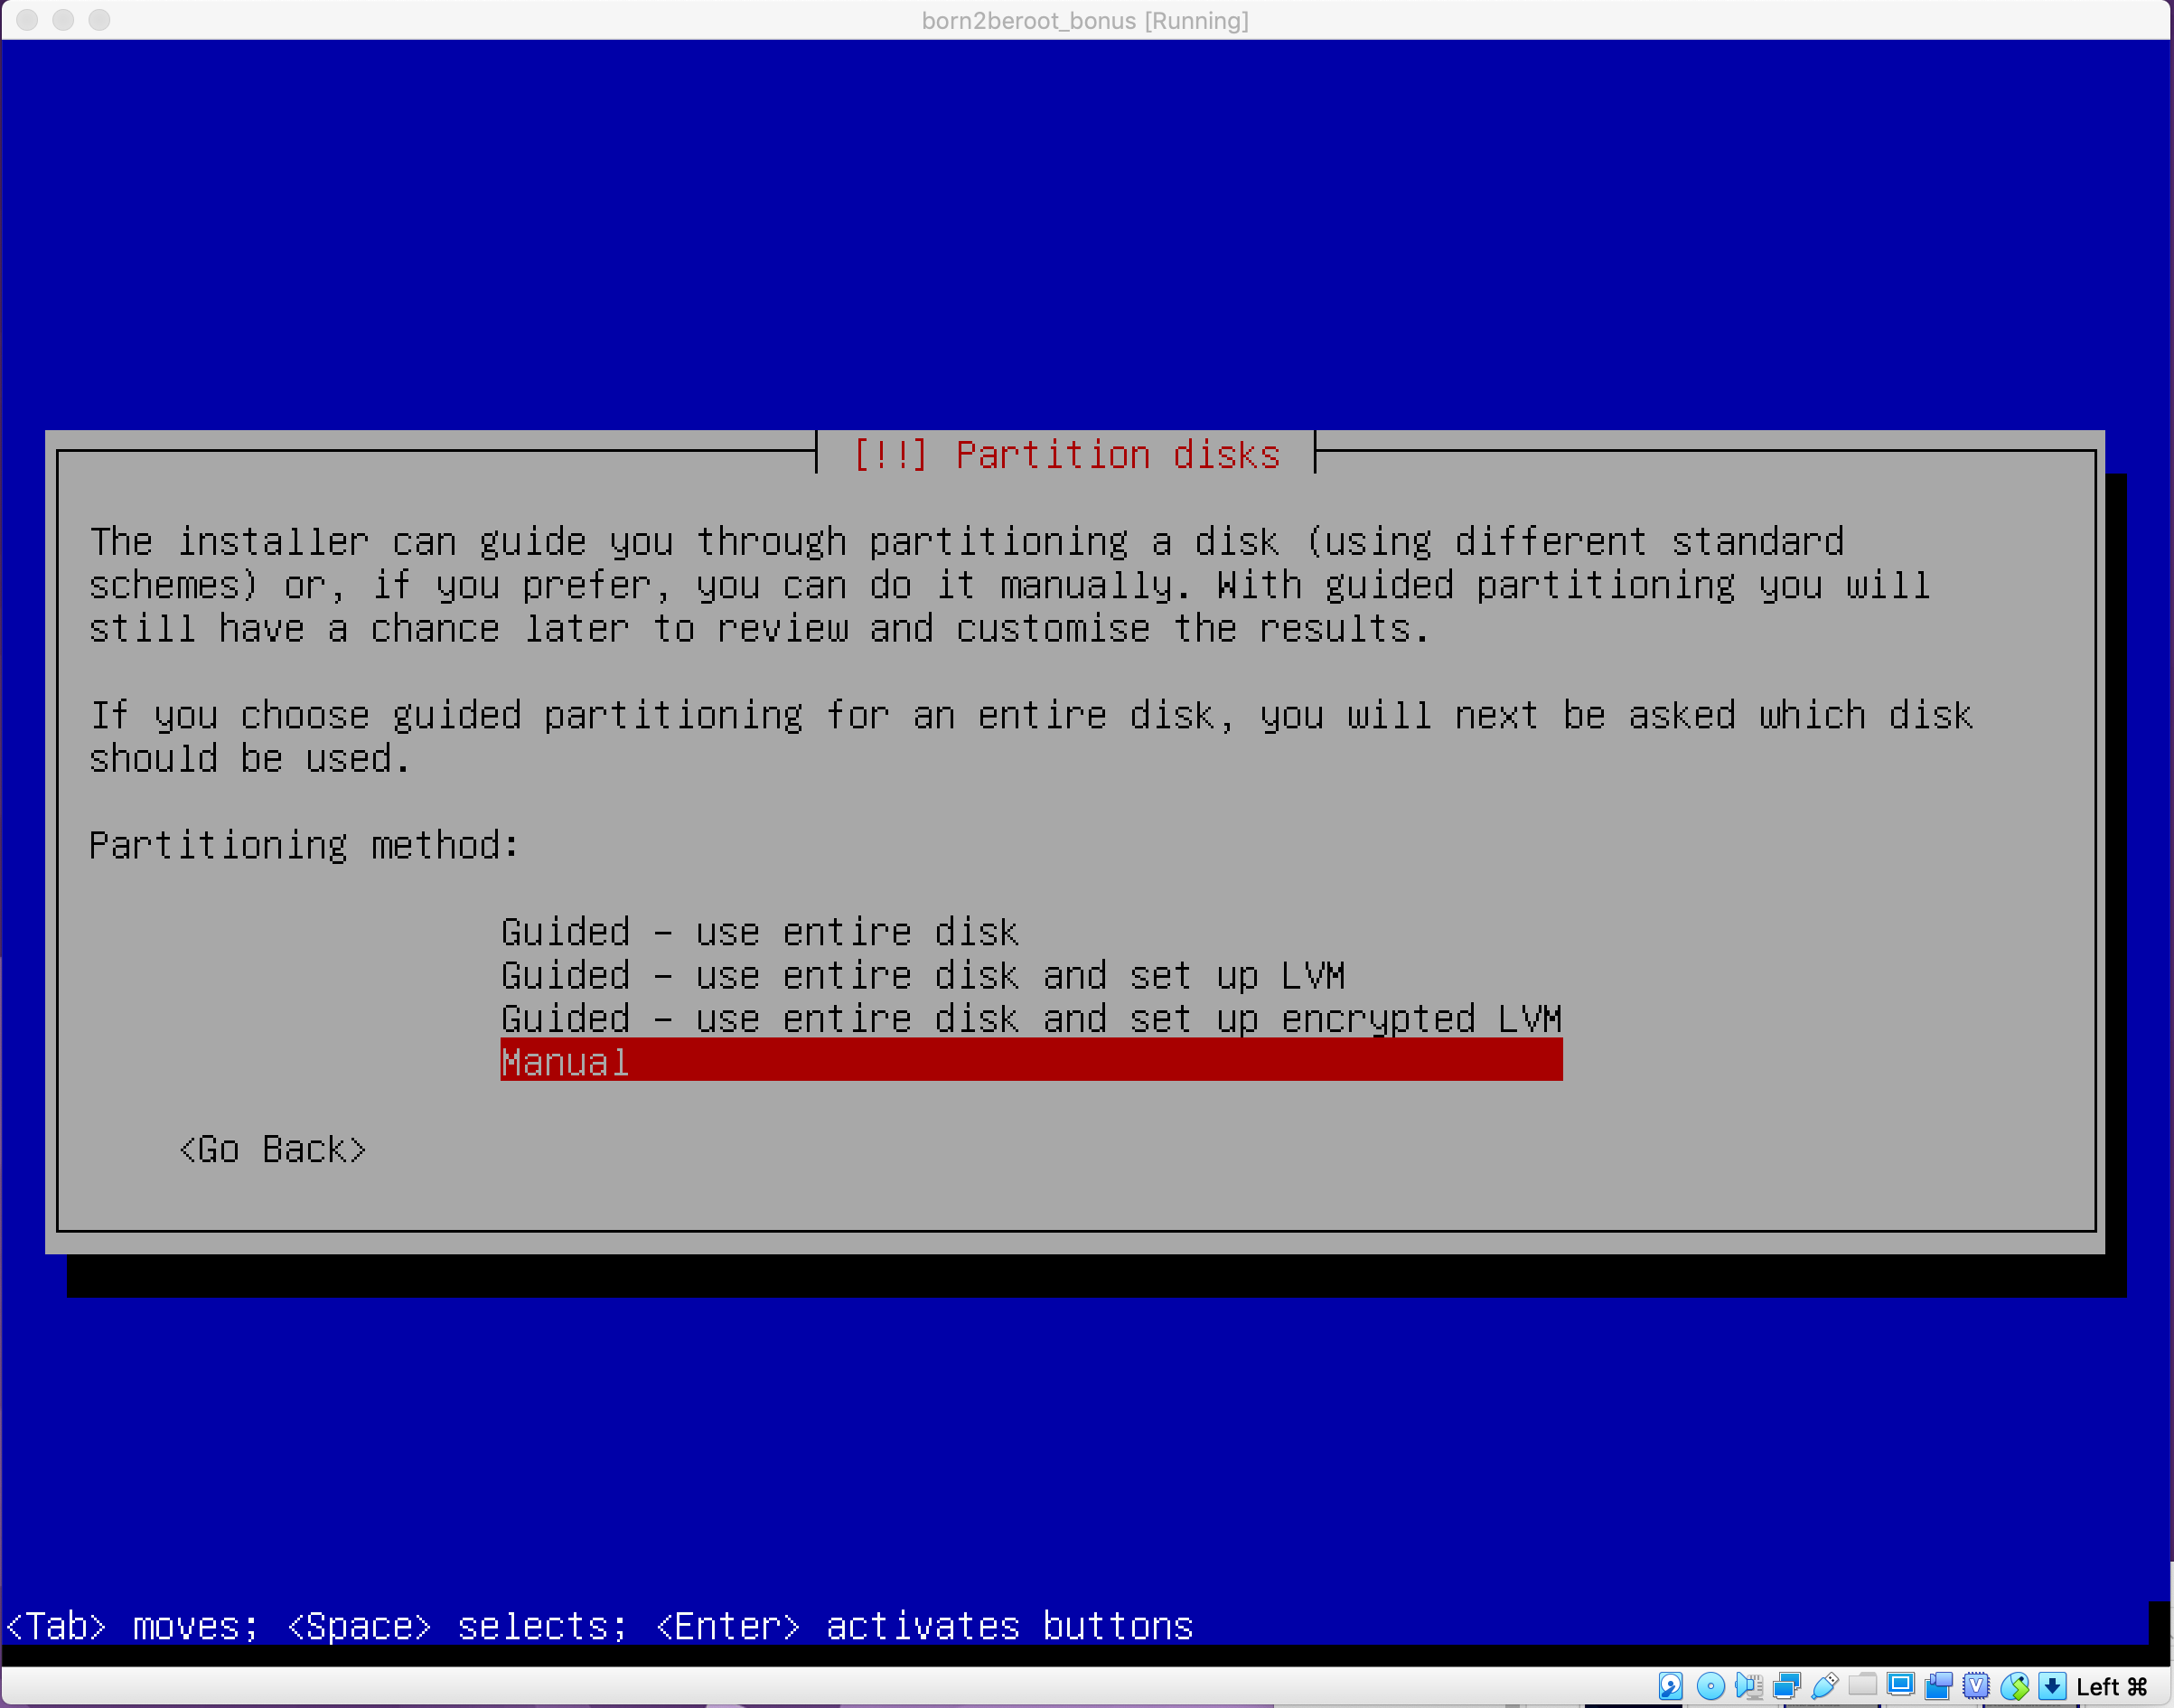 born2beroot_bonus [Running]
[!!] Partition disks
The installer can guide you through partitioning a disk (using different standard
schemes) or, if you prefer, you can do it manually. With guided partitioning you will
still have a chance later to review and customise the results.
If you choose guided partitioning for an entire disk, you will next be asked which disk
should be used.
Partitioning method:
Guided - use entire disk
Guided - use entire disk and set up LVM
Guided - use entire disk and set up encrypted LVM
Manual
<Go Back>
<Tab> moves; <Space> selects; <Enter> activates buttons
Left ⌘